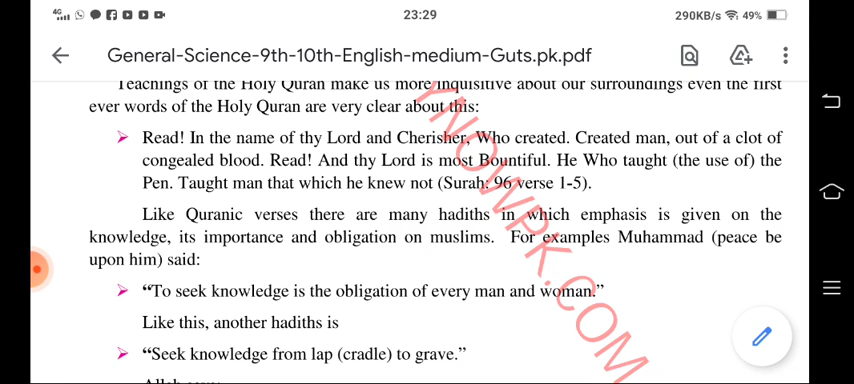 4G
23:29
290KB/s 49%
General-Science-9th-10th-English-medium-Guts.pk.pdf
Teachings of the Holy Quran make us more inquisitive about our surroundings even the first
ever words of the Holy Quran are very clear about this:
Read! In the name of thy Lord and Cherisher, Who created. Created man, out of a clot of
congealed blood. Read! And thy Lord is most Bountiful. He Who taught (the use of) the
Pen. Taught man that which he knew not (Surah: 96 verse 1-5).
Like Quranic verses there are many hadiths in which emphasis is given on the
knowledge, its importance and obligation on muslims. For examples Muhammad (peace be
upon him) said:
“To seek knowledge is the obligation of every man and woman.”
Like this, another hadiths is
“Seek knowledge from lap (cradle) to grave.”
YNOWPK.COM